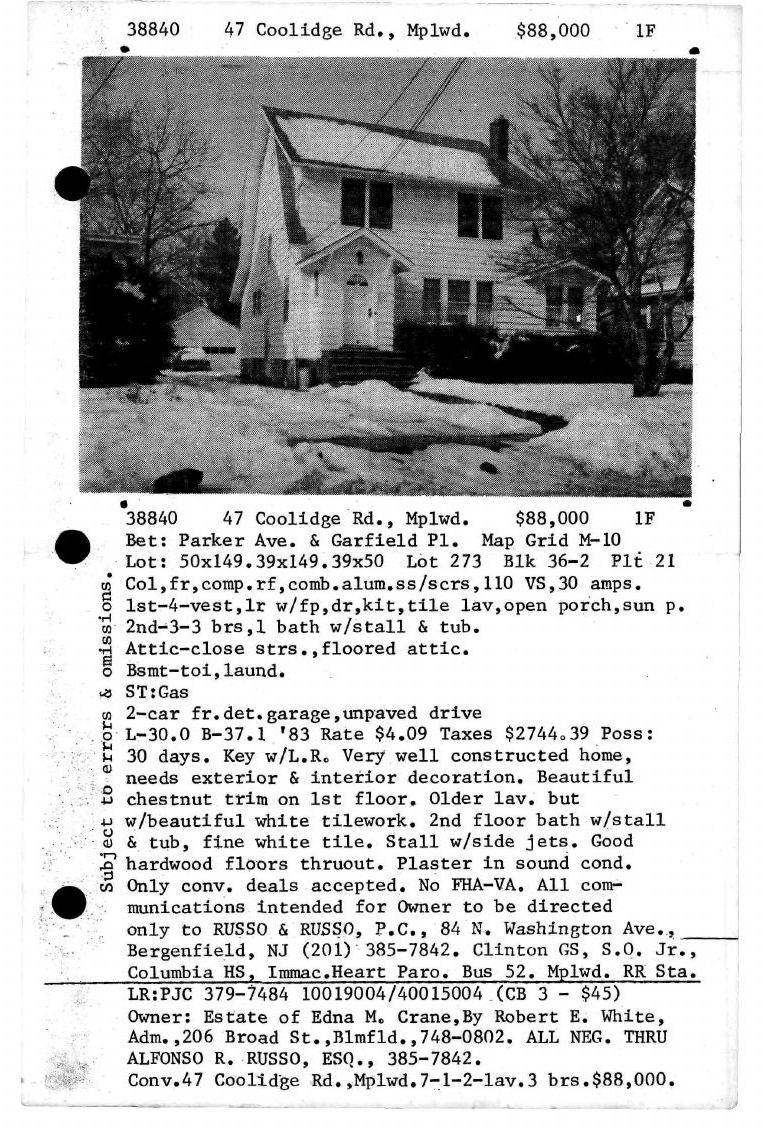 38840 47 Coolidge Rd., Mplwd. $88,000 1F
38840 47 Coolidge Rd., Mplwd. $88,000 1F
Bet: Parker Ave. & Garfield Pl. Map Grid M-10
Lot: 50x149.39x149.39x50 Lot 273 Blk 36-2 Plt 21
Col,fr,comp.rf,comb.alum.ss/scrs,110 VS,30 amps.
1st-4-vest,lr w/fp,dr,kit,tile lav,open porch,sun p.
2nd-3-3 brs,1 bath w/stall & tub.
Attic-close strs.,floored attic.
Bsmt-toi,laund.
ST:Gas
2-car fr.det.garage,unpaved drive
L-30.0 B-37.1 '83 Rate $4.09 Taxes $2744.39 Poss:
30 days. Key w/L.R. Very well constructed home,
needs exterior & interior decoration. Beautiful
chestnut trim on 1st floor. Older lav. but
w/beautiful white tilework. 2nd floor bath w/stall
& tub, fine white tile. Stall w/side jets. Good
hardwood floors thruout. Plaster in sound cond.
Only conv. deals accepted. No FHA-VA. All com-
munications intended for Owner to be directed
only to RUSSO & RUSSO, P.C., 84 N. Washington Ave.,
Bergenfield, NJ (201) 385-7842. Clinton GS, S.O. Jr.,
Columbia HS, Immac.Heart Paro. Bus 52. Mplwd. RR Sta.
LR:PJC 379-7484 10019004/40015004 (CB 3 - $45)
Owner: Estate of Edna M. Crane,By Robert E. White,
Adm.,206 Broad St.,Blmfld.,748-0802. ALL NEG. THRU
ALFONSO R. RUSSO, ESQ., 385-7842.
Conv.47 Coolidge Rd.,Mplwd.7-1-2-lav.3 brs.$88,000.
Subject to errors & omissions.